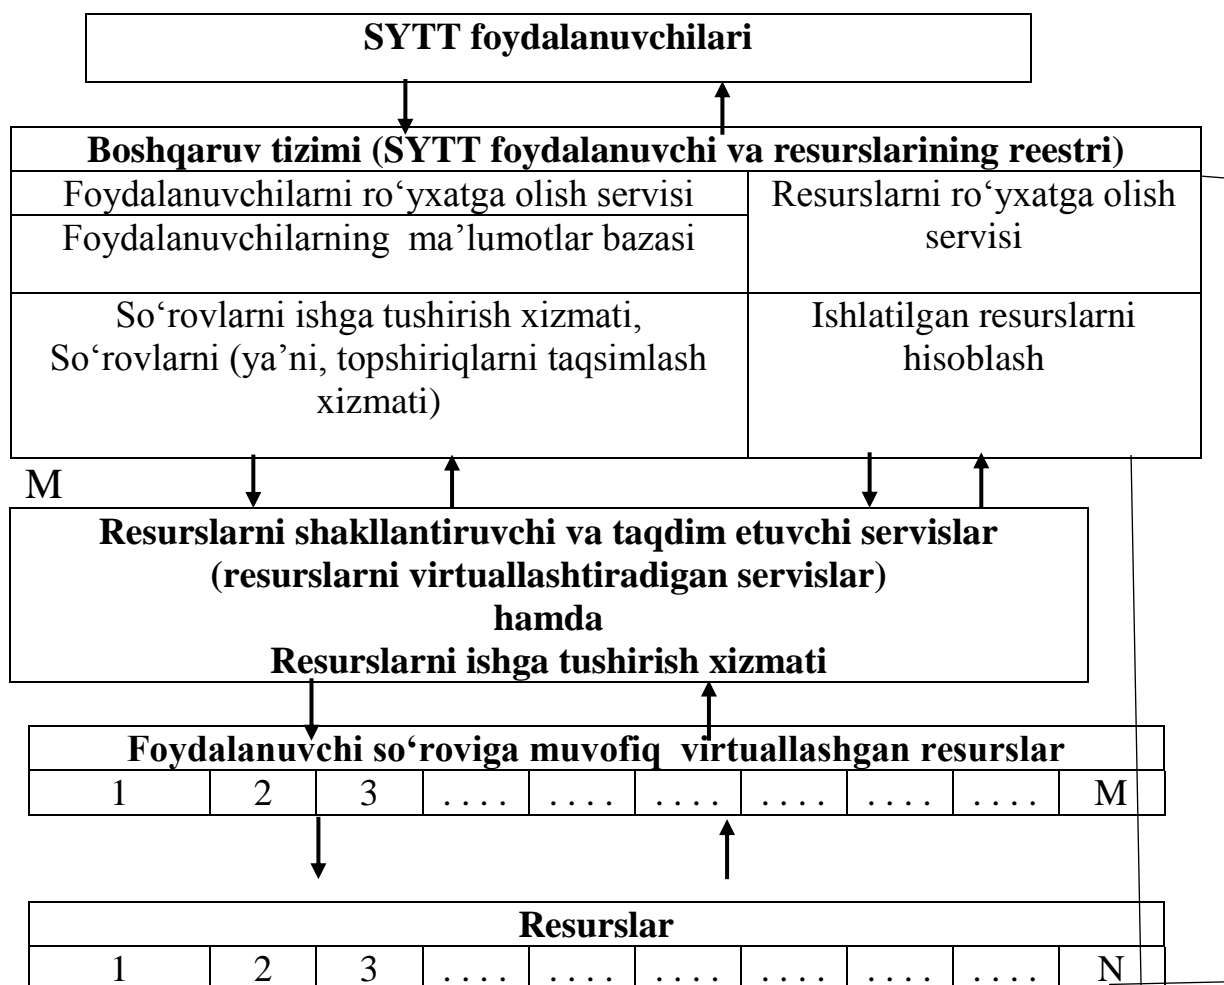 SYTT foydalanuvchilari
Boshqaruv tizimi (SYTT foydalanuvchi va resurslarining reestri)
Foydalanuvchilarni ro‘yxatga olish servisi
Foydalanuvchilarning ma’lumotlar bazasi
Resurslarni ro‘yxatga olish
servisi
So‘rovlarni ishga tushirish xizmati,
So‘rovlarni (ya’ni, topshiriqlarni taqsimlash
xizmati)
Ishlatilgan resurslarni
hisoblash
M
Resurslarni shakllantiruvchi va taqdim etuvchi servislar
(resurslarni virtuallashtiradigan servislar)
hamda
Resurslarni ishga tushirish xizmati
Foydalanuvchi so‘roviga muvofiq virtuallashgan resurslar
1 2 3 . . . . . . . . . . . . . . . . . . . . . . . . M
Resurslar
1 2 3 . . . . . . . . . . . . . . . . . . . . . . . . N